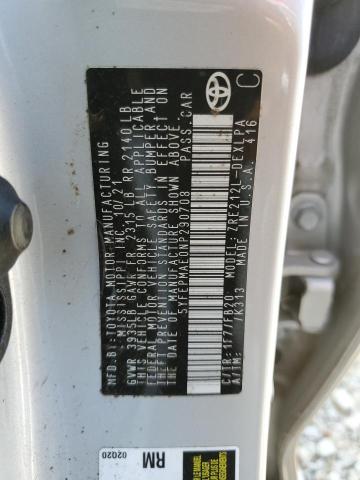 MFD.BY:TOYOTA MOTOR MANUFACTURING
MISSISSIPPI INC. 10/21
GVWR 3935LB GAWR FR 2315LB RR 2140LB
THIS VEHICLE CONFORMS TO ALL APPLICABLE
FEDERAL MOTOR VEHICLE SAFETY, BUMPER AND
THEFT PREVENTION STANDARDS IN EFFECT ON
THE DATE OF MANUFACTURE SHOWN ABOVE.
5YFEPMAE0NP290708 PASS.CAR
C/TR:1F7/FB20 MODEL: ZRE212L-DEXLPA
A/TM: /K313 MADE IN U.S.A. 416
TOYOTA
C
02Q20
RM